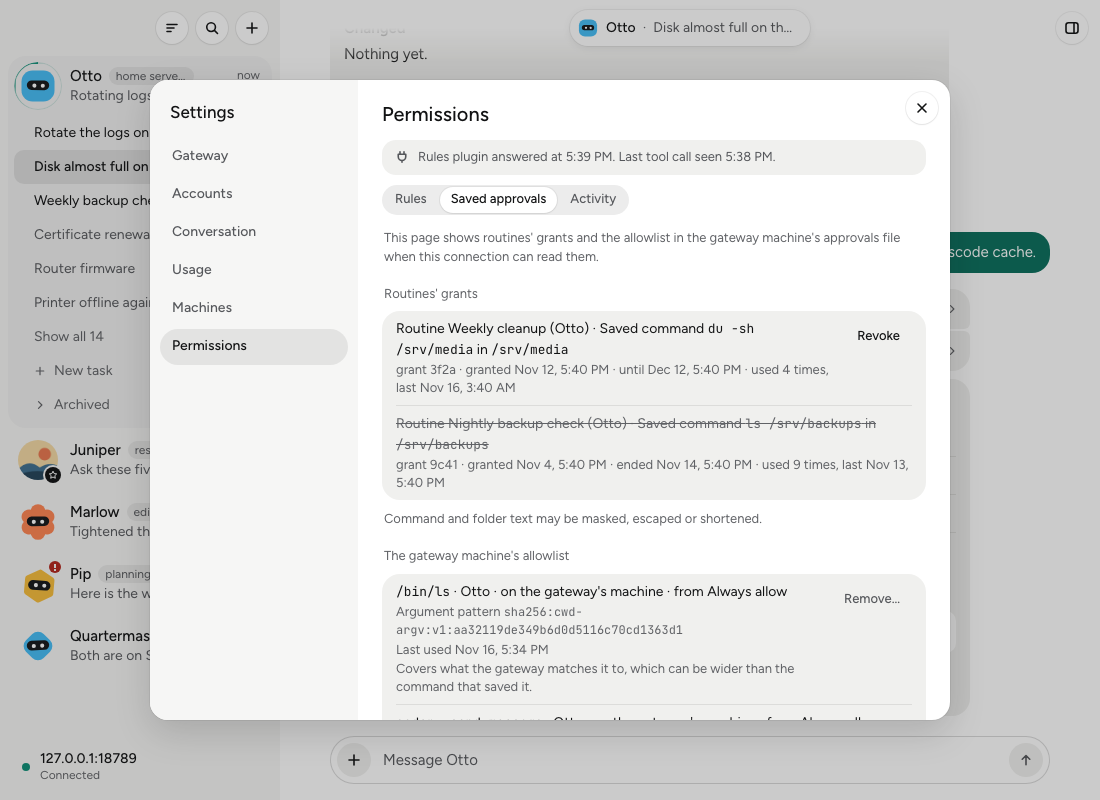 Nothing yet.
Otto · Disk almost full on th…
Otto home serve… now
Rotating logs
Rotate the logs on
Disk almost full on
Weekly backup che
Certificate renewa
Router firmware
Printer offline agai
Show all 14
New task
Archived
Juniper res
Ask these fiv
Marlow edi
Tightened th
Pip planning
Here is the w
Quartermas
Both are on S
127.0.0.1:18789
Connected
Settings
Gateway
Accounts
Conversation
Usage
Machines
Permissions
Permissions
Rules plugin answered at 5:39 PM. Last tool call seen 5:38 PM.
Rules Saved approvals Activity
This page shows routines' grants and the allowlist in the gateway machine's approvals file
when this connection can read them.
Routines' grants
Routine Weekly cleanup (Otto) · Saved command du -sh
/srv/media in /srv/media
Revoke
grant 3f2a · granted Nov 12, 5:40 PM · until Dec 12, 5:40 PM · used 4 times,
last Nov 16, 3:40 AM
Routine Nightly backup check (Otto) · Saved command ls /srv/backups in
/srv/backups
grant 9c41 · granted Nov 4, 5:40 PM · ended Nov 14, 5:40 PM · used 9 times, last Nov 13,
5:40 PM
Command and folder text may be masked, escaped or shortened.
The gateway machine's allowlist
/bin/ls · Otto · on the gateway's machine · from Always allow
Remove…
Argument pattern sha256:cwd-
argv:v1:aa32119de349b6d0d5116c70cd1363d1
Last used Nov 16, 5:34 PM
Covers what the gateway matches it to, which can be wider than the
command that saved it.
scode cache.
Message Otto